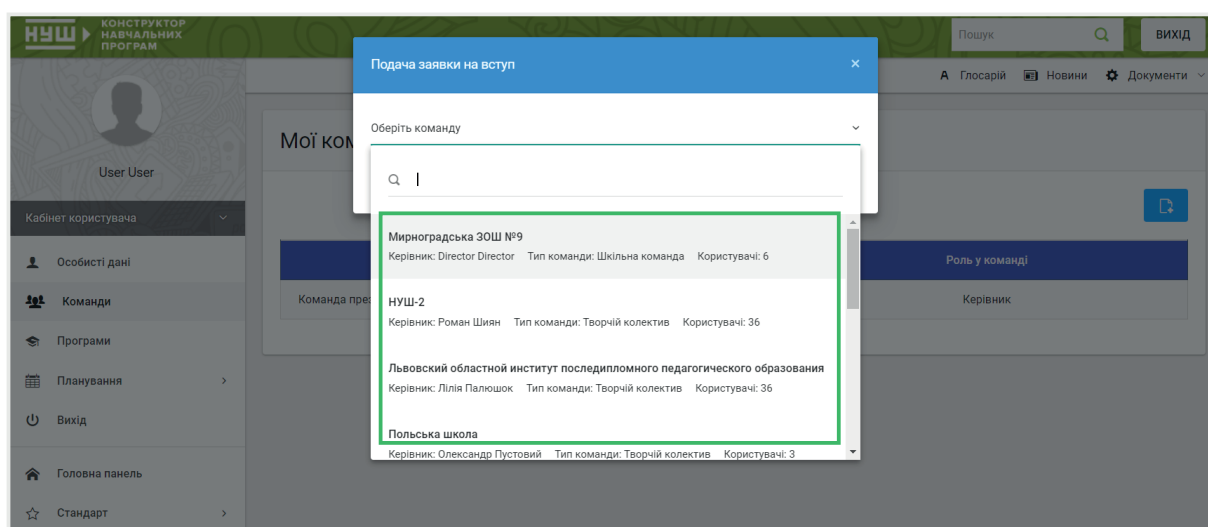 НУШ
КОНСТРУКТОР
НАВЧАЛЬНИХ
ПРОГРАМ
Пошук
ВИХІД
Подача заявки на вступ
×
A Глосарій Новини Документи
Оберіть команду
Мої ком
User User
Кабінет користувача
Мирноградська ЗОШ №9
Керівник: Director Director Тип команди: Шкільна команда Користувачі: 6
Особисті дані
Роль у команді
Команди
Команда през
НУШ-2
Керівник
Керівник: Роман Шиян Тип команди: Творчій колектив Користувачі: 36
Програми
Львовский областной институт последипломного педагогического образования
Планування
Керівник: Лілія Палюшок Тип команди: Творчій колектив Користувачі: 36
Вихід
Польська школа
Керівник: Олександр Пустовий Тип команди: Творчій колектив Користувачі: 3
Головна панель
Стандарт